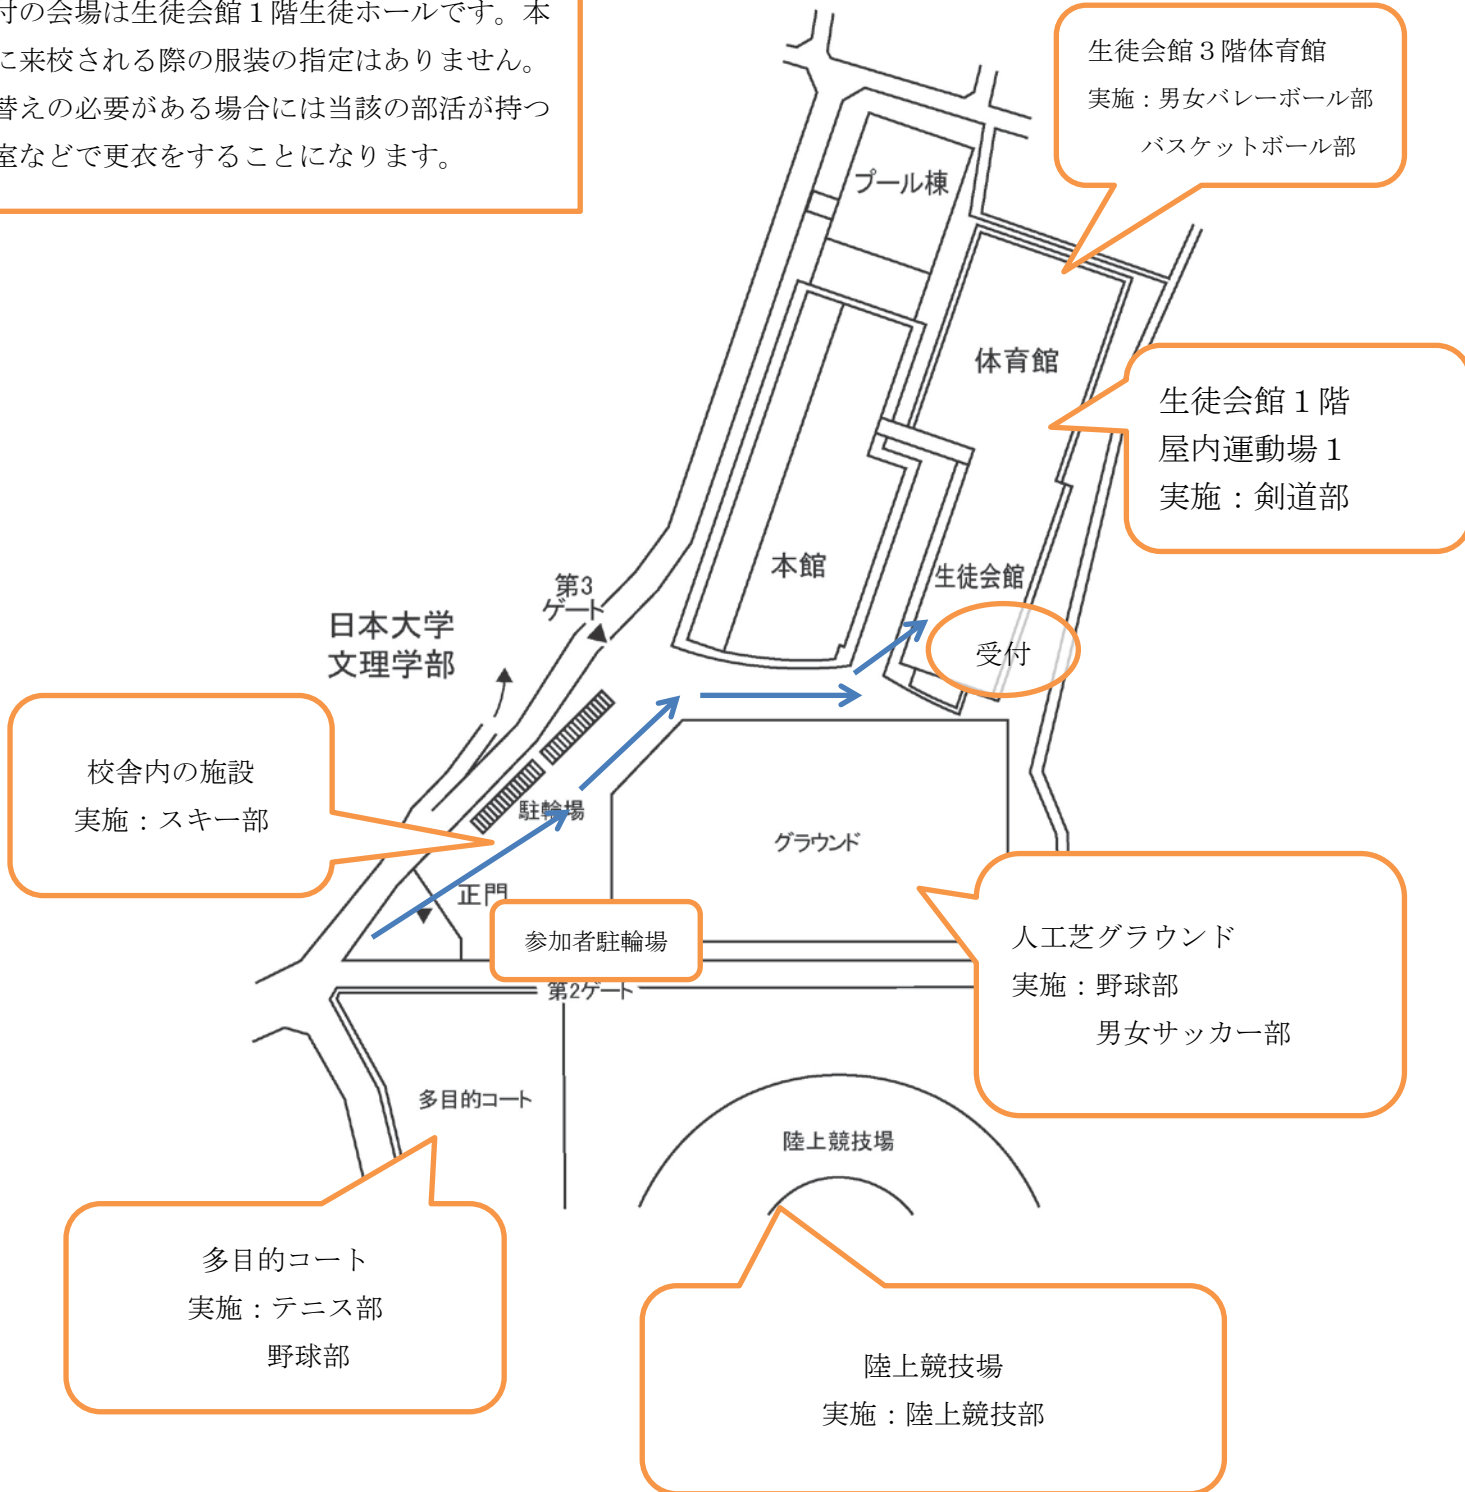 付の会場は生徒会館１階生徒ホールです。本
に来校される際の服装の指定はありません。
替えの必要がある場合には当該の部活が持つ
室などで更衣をすることになります。
生徒会館３階体育館
実施：男女バレーボール部
バスケットボール部
プール棟
体育館
生徒会館１階
屋内運動場１
実施：剣道部
本館
生徒会館
第3
ゲート
日本大学
文理学部
受付
校舎内の施設
実施：スキー部
駐輪場
グラウンド
正門
参加者駐輪場
人工芝グラウンド
実施：野球部
男女サッカー部
第2ゲート
多目的コート
陸上競技場
多目的コート
実施：テニス部
野球部
陸上競技場
実施：陸上競技部